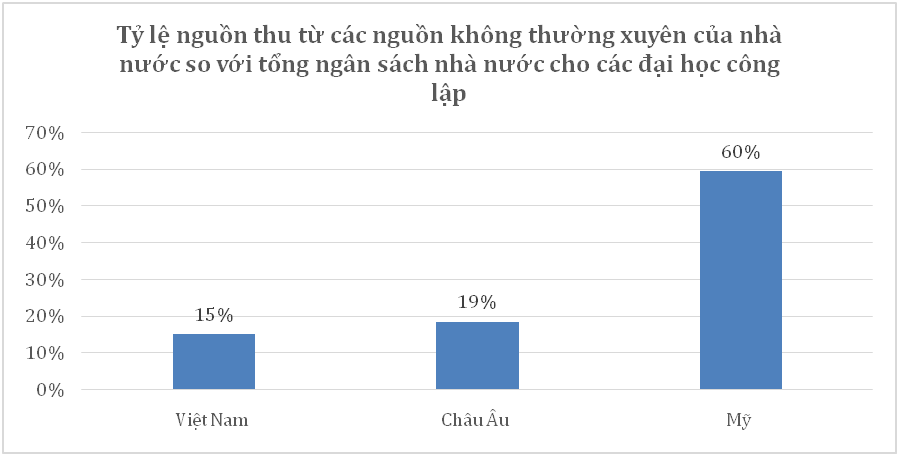 Tỷ lệ nguồn thu từ các nguồn không thường xuyên của nhà
nước so với tổng ngân sách nhà nước cho các đại học công
lập
70%
60%
50%
40%
30%
20%
10%
0%
15%
19%
60%
Việt Nam
Châu Âu
Mỹ